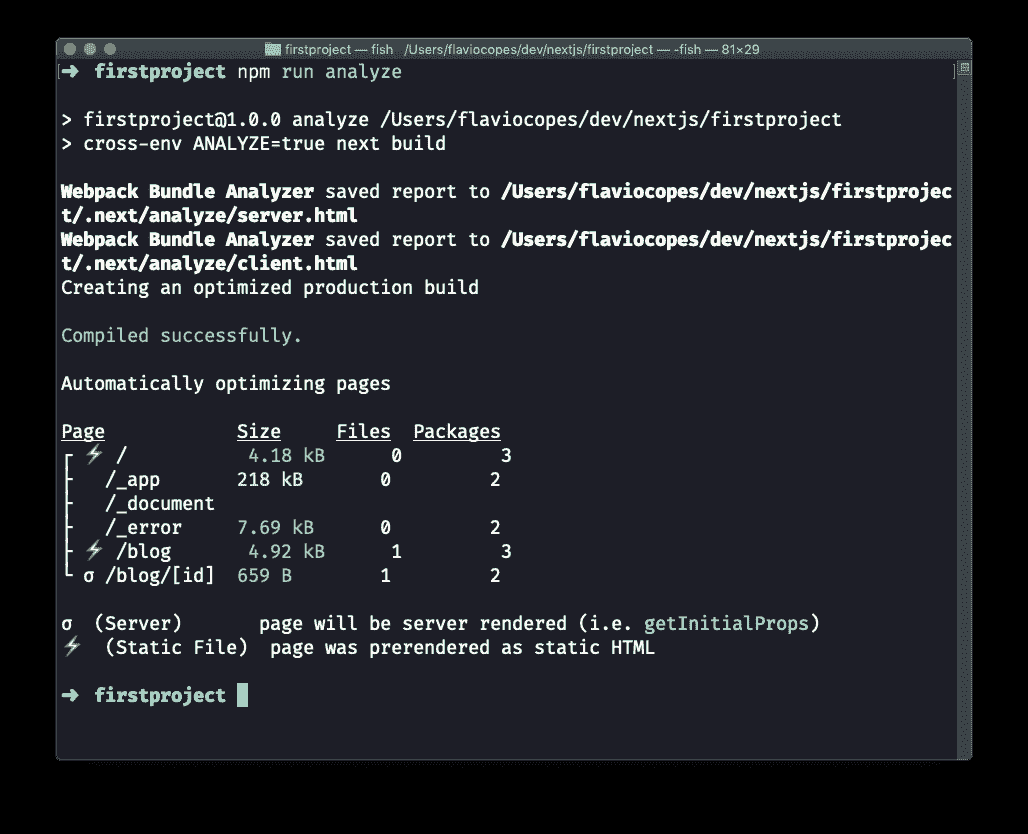 firstproject — fish /Users/flaviocopes/dev/nextjs/firstproject — -fish — 81×29
[➜ firstproject npm run analyze ]
> firstproject@1.0.0 analyze /Users/flaviocopes/dev/nextjs/firstproject
> cross-env ANALYZE=true next build
Webpack Bundle Analyzer saved report to /Users/flaviocopes/dev/nextjs/firstprojec
t/.next/analyze/server.html
Webpack Bundle Analyzer saved report to /Users/flaviocopes/dev/nextjs/firstprojec
t/.next/analyze/client.html
Creating an optimized production build
Compiled successfully.
Automatically optimizing pages
Page Size Files Packages
┌ ⚡ / 4.18 kB 0 3
├ /_app 218 kB 0 2
├ /_document
├ /_error 7.69 kB 0 2
├ ⚡ /blog 4.92 kB 1 3
└ σ /blog/[id] 659 B 1 2
σ (Server) page will be server rendered (i.e. getInitialProps)
⚡ (Static File) page was prerendered as static HTML
➜ firstproject